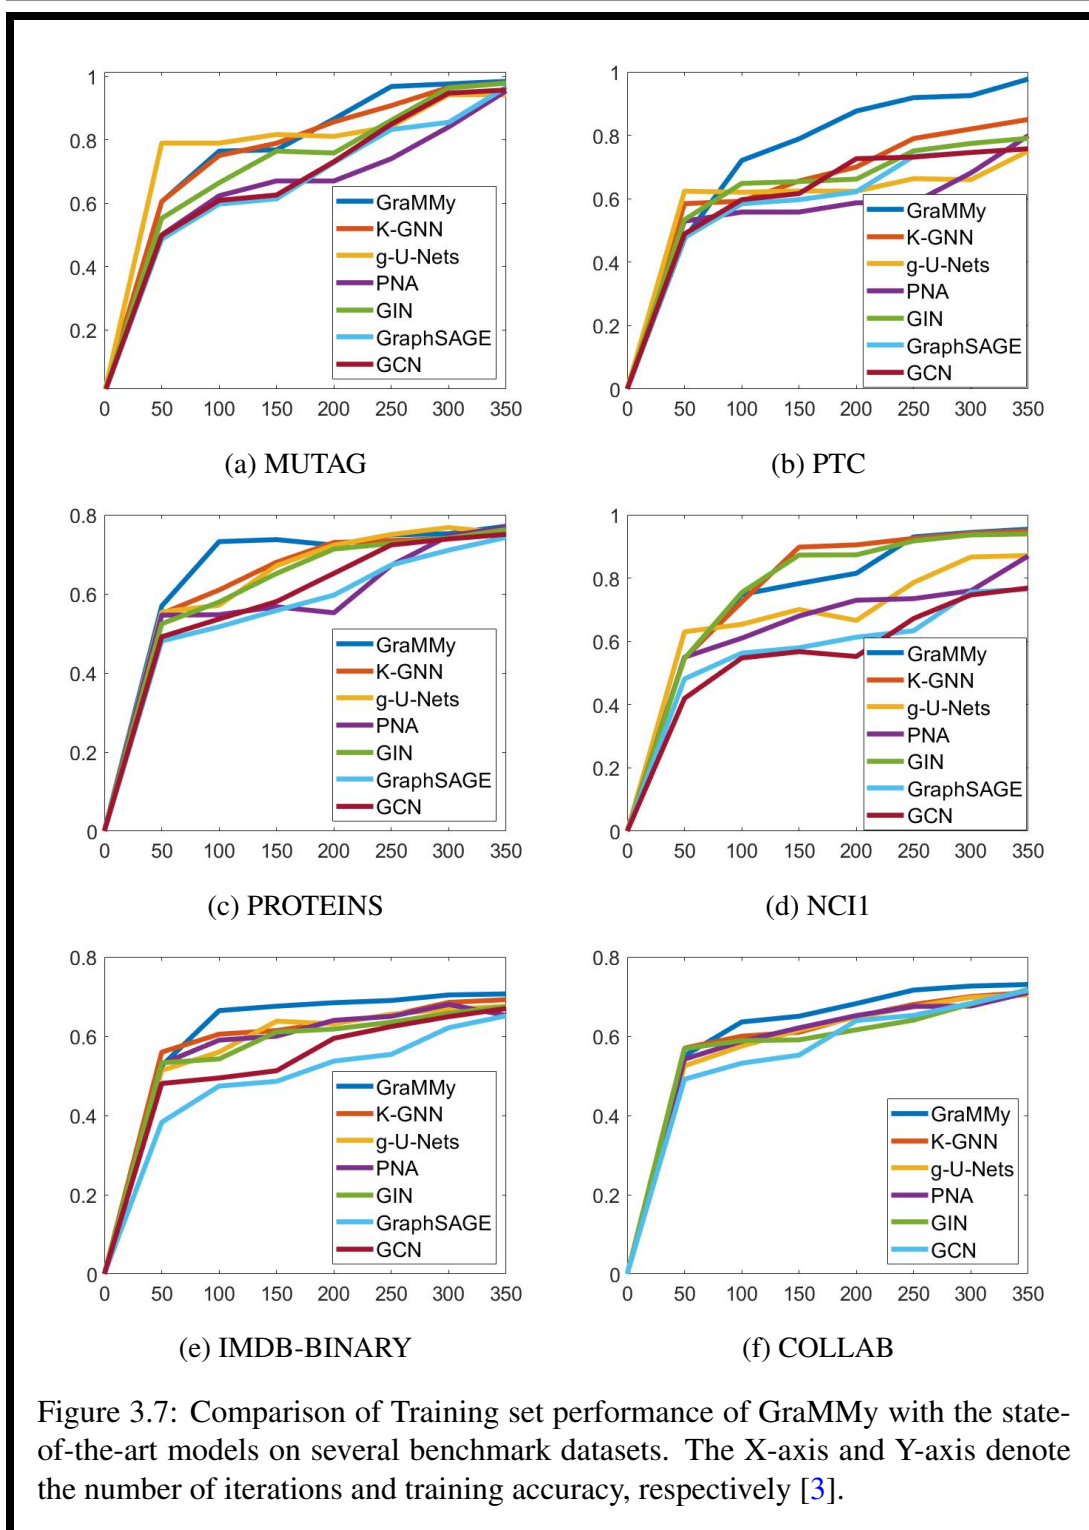 1
0.8
0.6
0.4
0.2
0 50 100 150 200 250 300 350
GraMMy
K-GNN
g-U-Nets
PNA
GIN
GraphSAGE
GCN
(a) MUTAG
1
0.8
0.6
0.4
0.2
0
0 50 100 150 200 250 300 350
GraMMy
K-GNN
g-U-Nets
PNA
GIN
GraphSAGE
GCN
(b) PTC
0.8
0.6
0.4
0.2
0
0 50 100 150 200 250 300 350
GraMMy
K-GNN
g-U-Nets
PNA
GIN
GraphSAGE
GCN
(c) PROTEINS
1
0.8
0.6
0.4
0.2
0
0 50 100 150 200 250 300 350
GraMMy
K-GNN
g-U-Nets
PNA
GIN
GraphSAGE
GCN
(d) NCI1
0.8
0.6
0.4
0.2
0
0 50 100 150 200 250 300 350
GraMMy
K-GNN
g-U-Nets
PNA
GIN
GraphSAGE
GCN
(e) IMDB-BINARY
0.8
0.6
0.4
0.2
0
0 50 100 150 200 250 300 350
GraMMy
K-GNN
g-U-Nets
PNA
GIN
GCN
(f) COLLAB
Figure 3.7: Comparison of Training set performance of GraMMy with the state-
of-the-art models on several benchmark datasets. The X-axis and Y-axis denote
the number of iterations and training accuracy, respectively [3].